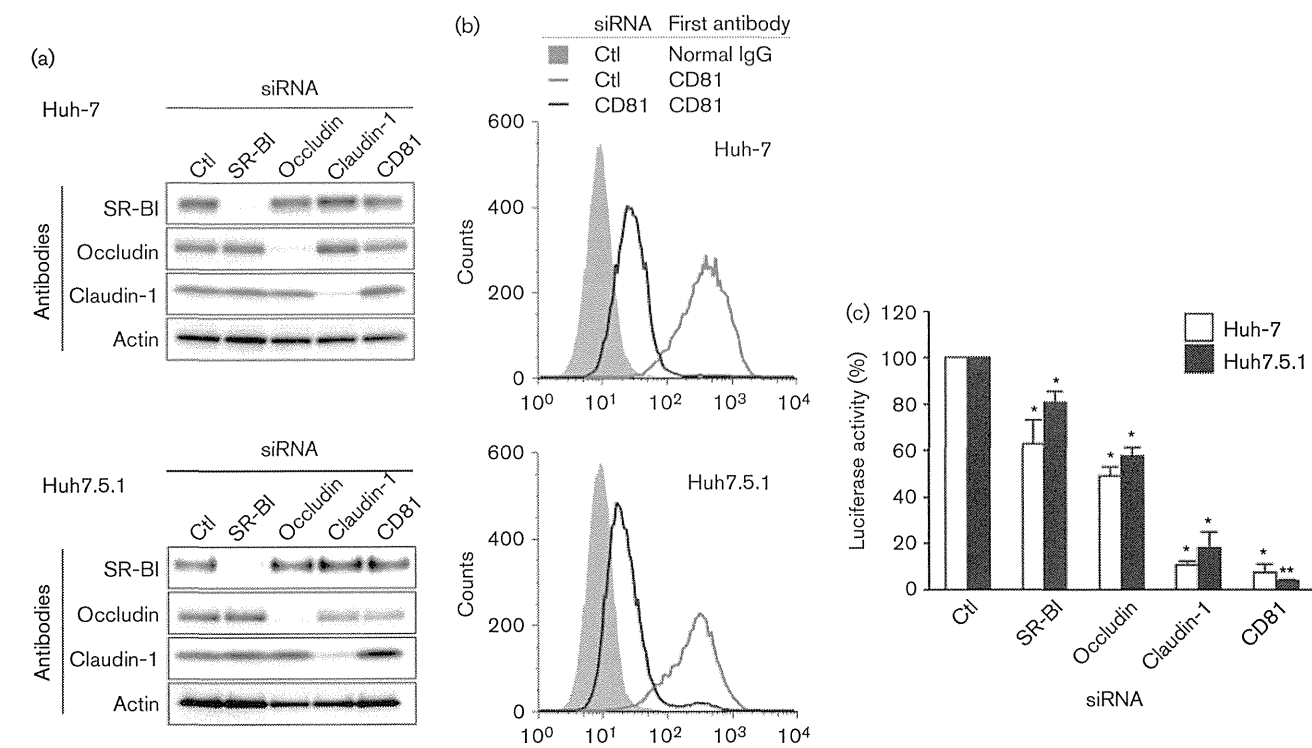 (a)
siRNA
Huh-7
Ctl
SR-BI
Occludin
Claudin-1
CD81
Antibodies
SR-BI
Occludin
Claudin-1
Actin
siRNA
Huh7.5.1
Ctl
SR-BI
Occludin
Claudin-1
CD81
Antibodies
SR-BI
Occludin
Claudin-1
Actin
(b)
siRNA First antibody
Ctl Normal IgG
Ctl CD81
CD81 CD81
Huh-7
Counts
600
400
200
0
10⁰ 10¹ 10² 10³ 10⁴
Huh7.5.1
Counts
600
400
200
0
10⁰ 10¹ 10² 10³ 10⁴
(c)
Luciferase activity (%)
120
100
80
60
40
20
0
Huh-7
Huh7.5.1
* *
* *
* *
* **
Ctl
SR-BI
Occludin
Claudin-1
CD81
siRNA